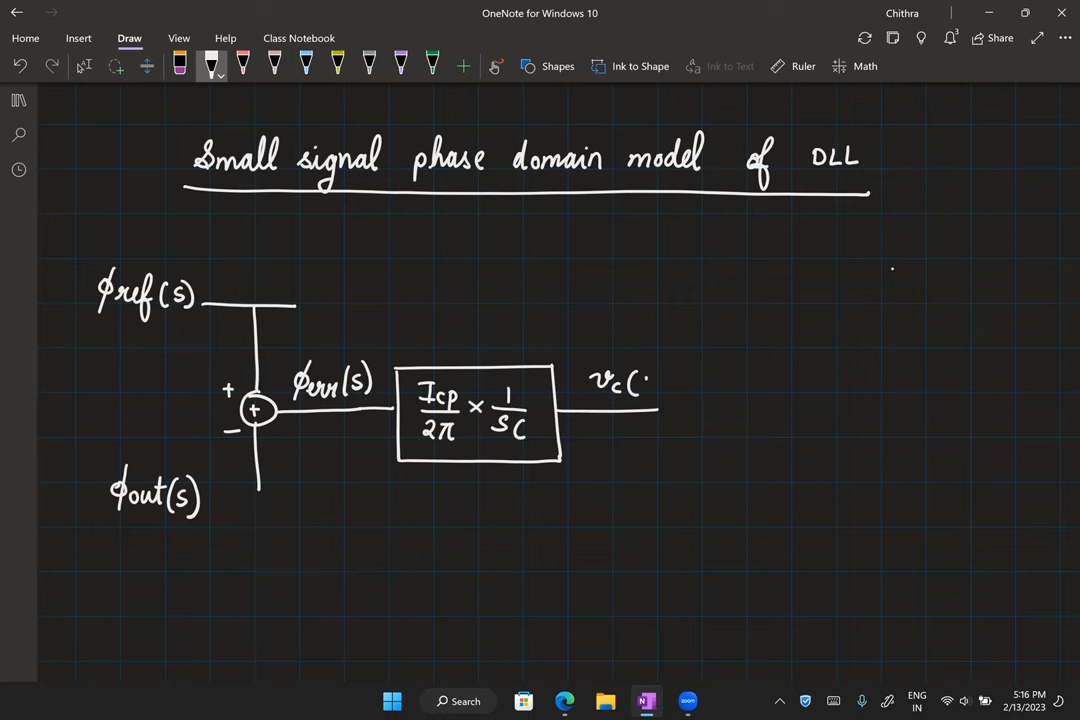 OneNote for Windows 10
Chithra
Home Insert Draw View Help Class Notebook
3
Share
Shapes Ink to Shape Ink to Text Ruler Math
Small signal phase domain model of DLL
ϕref(s)
+
+
−
ϕerr(s)
Icp/2π × 1/SC
vc(
ϕout(s)
Search
zoom
ENG
IN
5:16 PM
2/13/2023